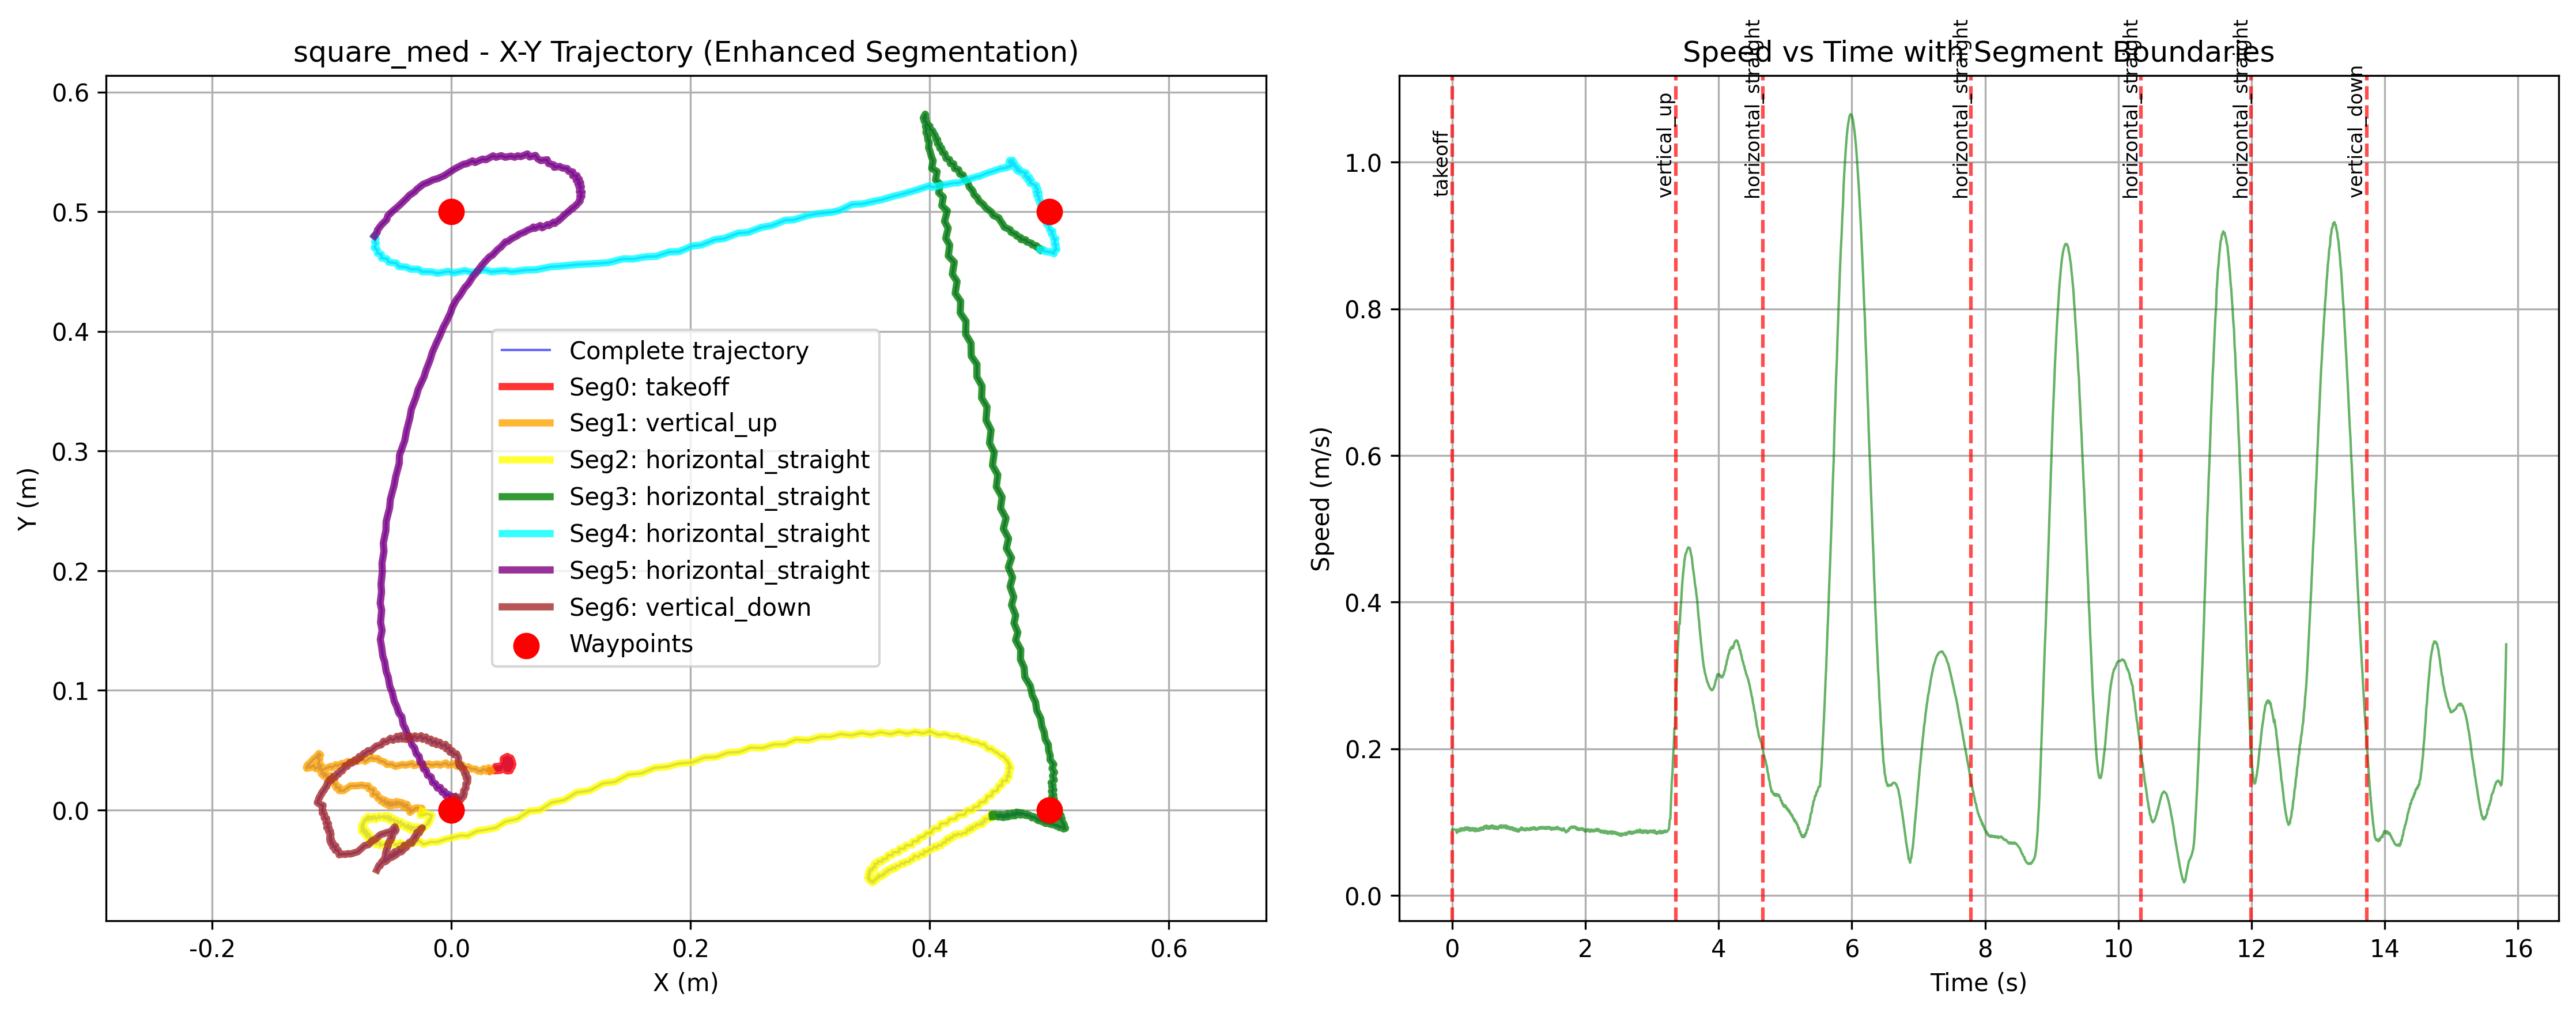 square_med - X-Y Trajectory (Enhanced Segmentation)
0.6
0.5
0.4
0.3
0.2
0.1
0.0
Y (m)
-0.2
0.0
0.2
0.4
0.6
X (m)
Complete trajectory
Seg0: takeoff
Seg1: vertical_up
Seg2: horizontal_straight
Seg3: horizontal_straight
Seg4: horizontal_straight
Seg5: horizontal_straight
Seg6: vertical_down
Waypoints
Speed vs Time with Segment Boundaries
takeoff
vertical_up
horizontal_straight
horizontal_straight
horizontal_straight
horizontal_straight
vertical_down
1.0
0.8
0.6
0.4
0.2
0.0
Speed (m/s)
0
2
4
6
8
10
12
14
16
Time (s)